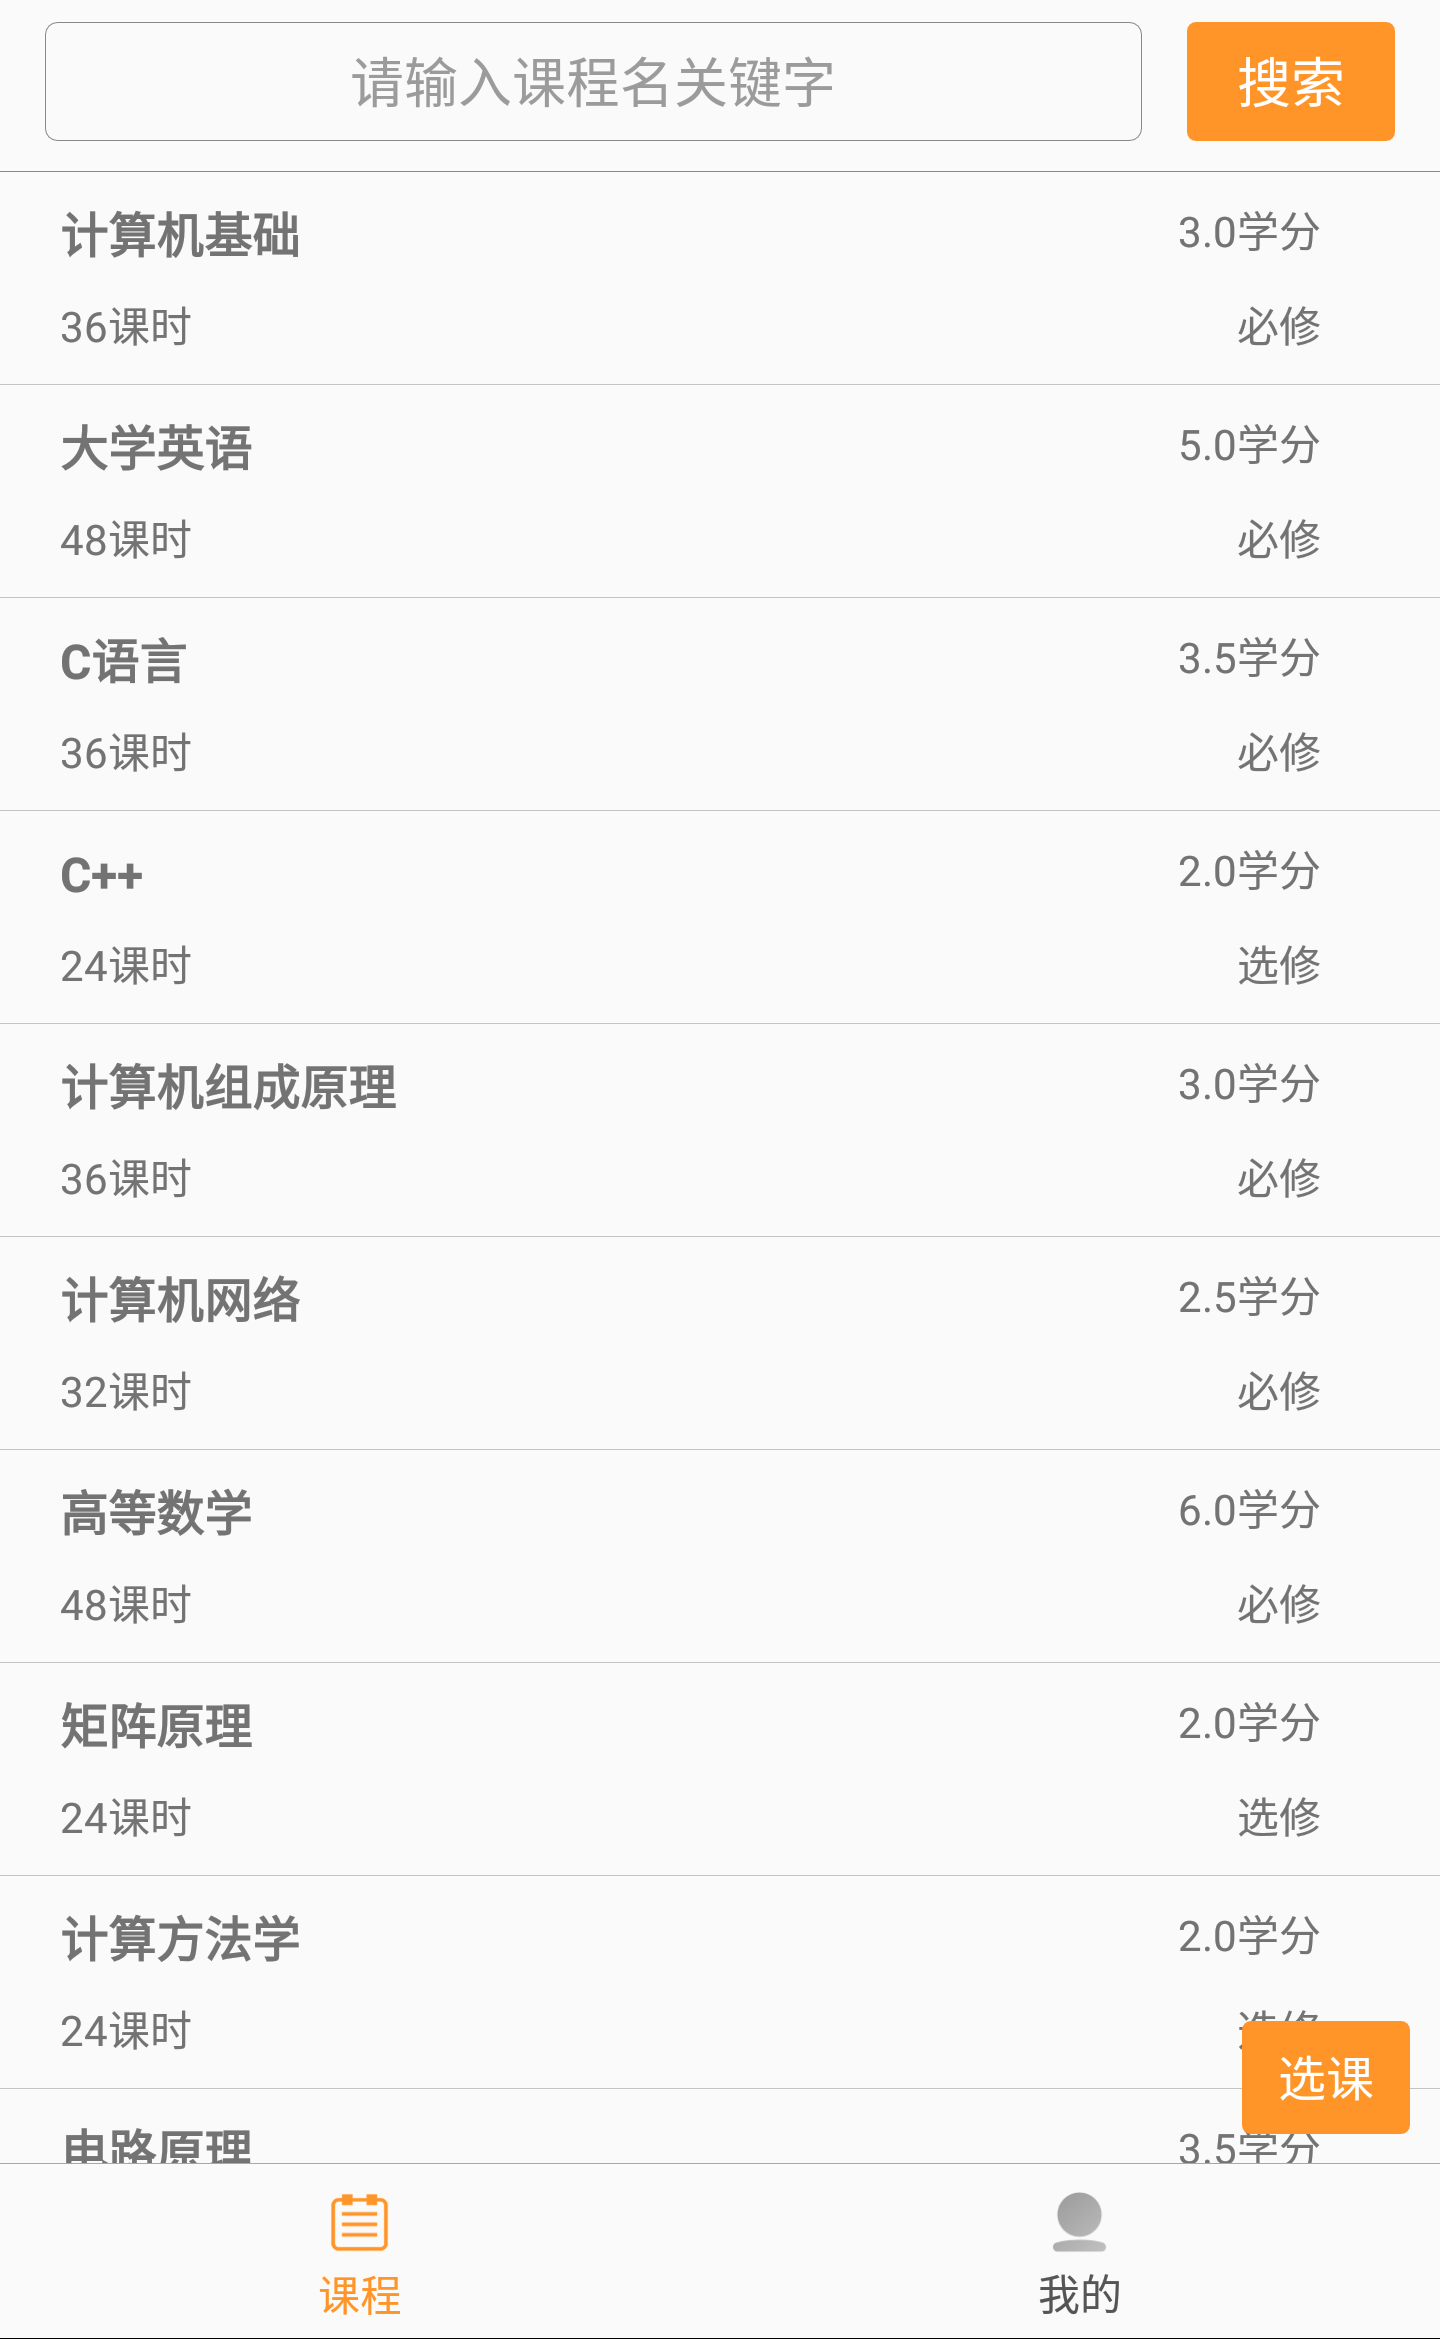 请输入课程名关键字 搜索
计算机基础 3.0学分
36课时 必修
大学英语 5.0学分
48课时 必修
C语言 3.5学分
36课时 必修
C++ 2.0学分
24课时 选修
计算机组成原理 3.0学分
36课时 必修
计算机网络 2.5学分
32课时 必修
高等数学 6.0学分
48课时 必修
矩阵原理 2.0学分
24课时 选修
计算方法学 2.0学分
24课时
选课
电路原理 3.5学分
课程 我的